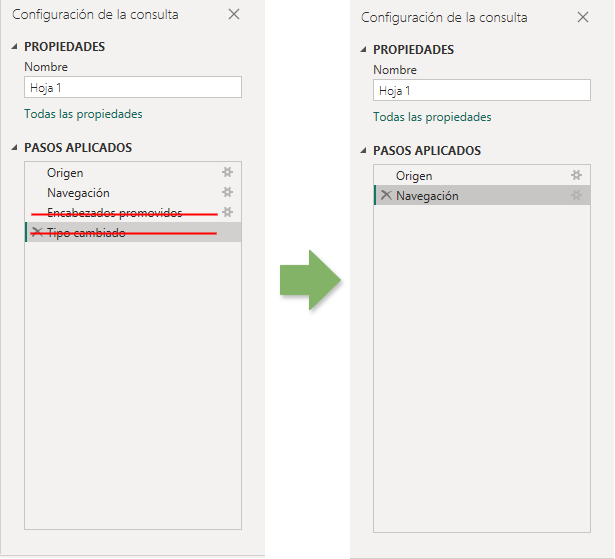 Configuración de la consulta
PROPIEDADES
Nombre
Hoja 1
Todas las propiedades
PASOS APLICADOS
Origen
Navegación
Encabezados promovidos
Tipo cambiado
Configuración de la consulta
PROPIEDADES
Nombre
Hoja 1
Todas las propiedades
PASOS APLICADOS
Origen
Navegación